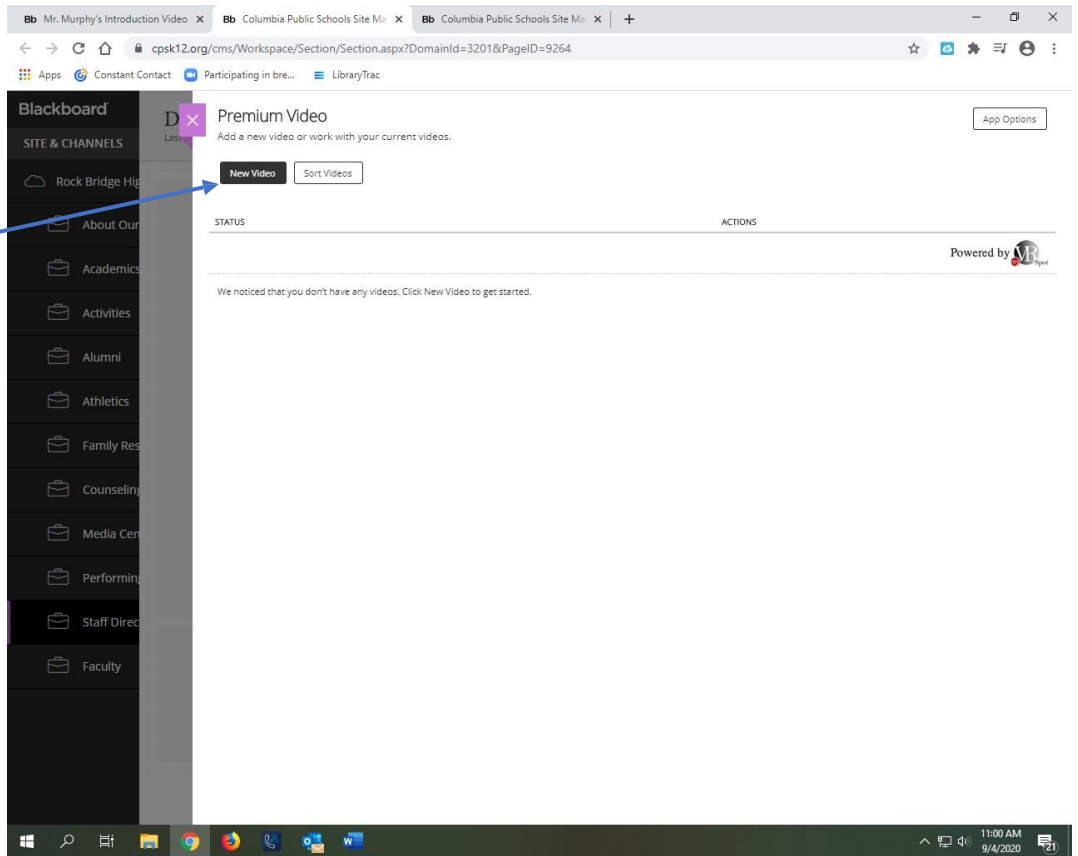 Bb Mr. Murphy's Introduction Video
Bb Columbia Public Schools Site Ma
Bb Columbia Public Schools Site Ma
cpsk12.org/cms/Workspace/Section/Section.aspx?DomainId=3201&PageID=9264
Apps Constant Contact Participating in bre... LibraryTrac
Blackboard
SITE & CHANNELS
Rock Bridge Hig
About Our
Academics
Activities
Alumni
Athletics
Family Res
Counseling
Media Cen
Performing
Staff Direc
Faculty
D
Premium Video
App Options
Add a new video or work with your current videos.
New Video Sort Videos
STATUS ACTIONS
Powered by VR Spot
We noticed that you don't have any videos. Click New Video to get started.
11:00 AM
9/4/2020
21